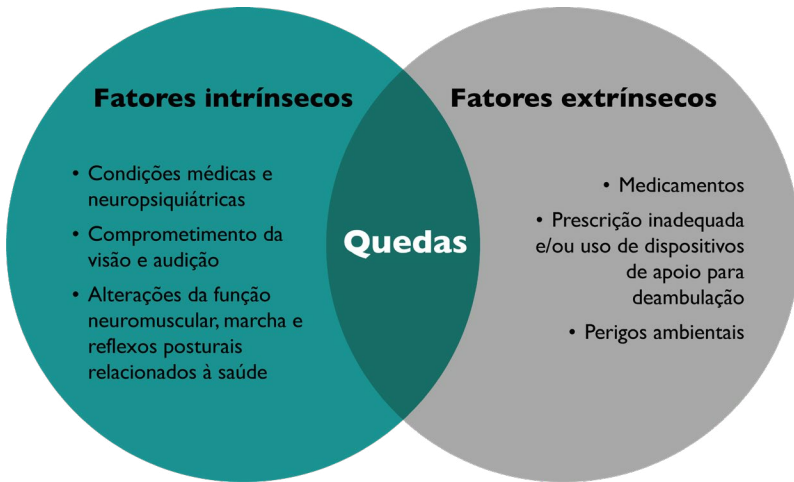 Fatores intrínsecos
• Condições médicas e
neuropsiquiátricas
• Comprometimento da
visão e audição
• Alterações da função
neuromuscular, marcha e
reflexos posturais
relacionados à saúde
Quedas
Fatores extrínsecos
• Medicamentos
• Prescrição inadequada
e/ou uso de dispositivos
de apoio para
deambulação
• Perigos ambientais